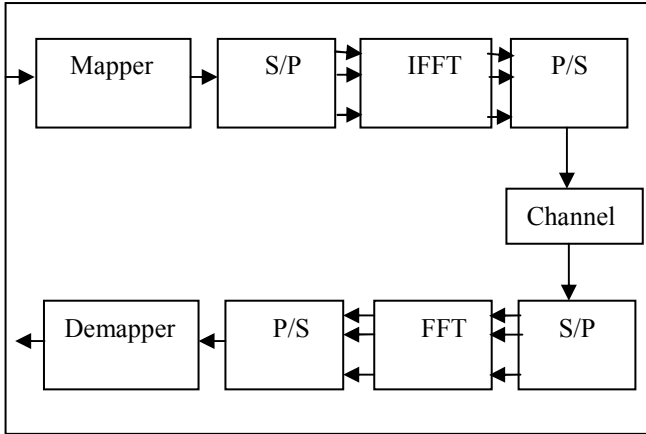 Mapper
S/P
IFFT
P/S
Channel
Demapper
P/S
FFT
S/P